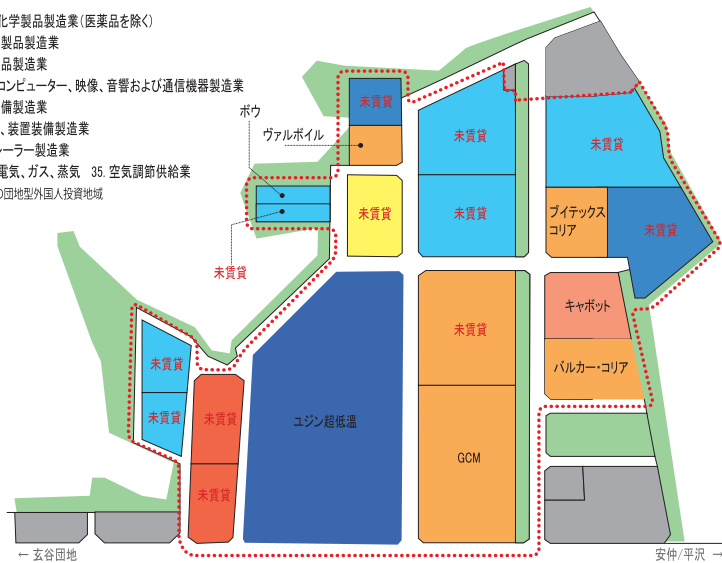 化学製品製造業(医薬品を除く)
製品製造業
品製造業
コンピューター、映像、音響および通信機器製造業
備製造業
、装置装備製造業
レーラー製造業
電気、ガス、蒸気 35. 空気調節供給業
の団地型外国人投資地域
ボウ
ヴァルボイル
未賃貸
未賃貸
未賃貸
未賃貸
未賃貸
未賃貸
ブイテックス
コリア
未賃貸
未賃貸
キャボット
未賃貸
バルカー・コリア
未賃貸
未賃貸
未賃貸
ユジン超低温
GCM
未賃貸
← 玄谷団地
安仲/平沢 →